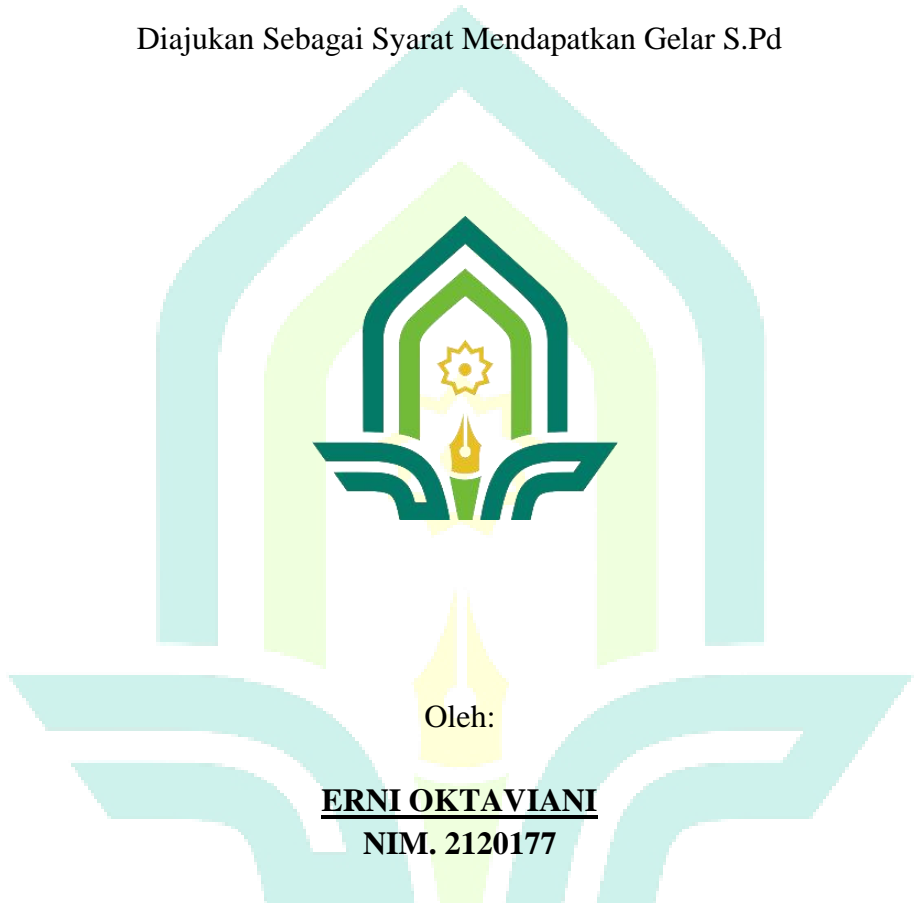 Diajukan Sebagai Syarat Mendapatkan Gelar S.Pd
Oleh:
ERNI OKTAVIANI
NIM. 2120177